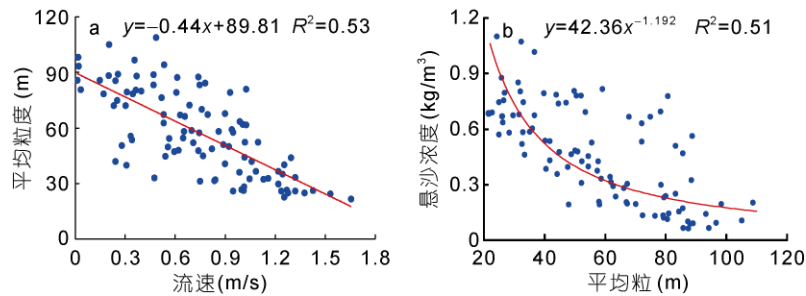 a y=−0.44x+89.81 R²=0.53
平均粒度 (m)
120
90
60
30
0
0 0.3 0.6 0.9 1.2 1.5 1.8
流速(m/s)
b y=42.36x⁻¹·¹⁹² R²=0.51
悬沙浓度 (kg/m³)
1.2
0.9
0.6
0.3
0
20 40 60 80 100 120
平均粒 (m)